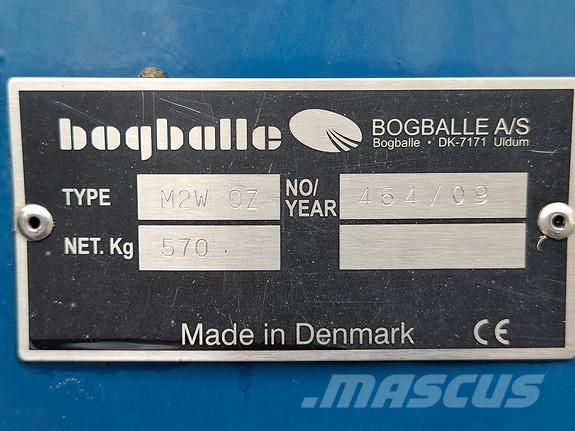 bogballe BOGBALLE A/S
Bogballe • DK-7171 Uldum
TYPE M2W QZ NO/YEAR 464/09
NET. Kg 570
Made in Denmark CE
MASCUS